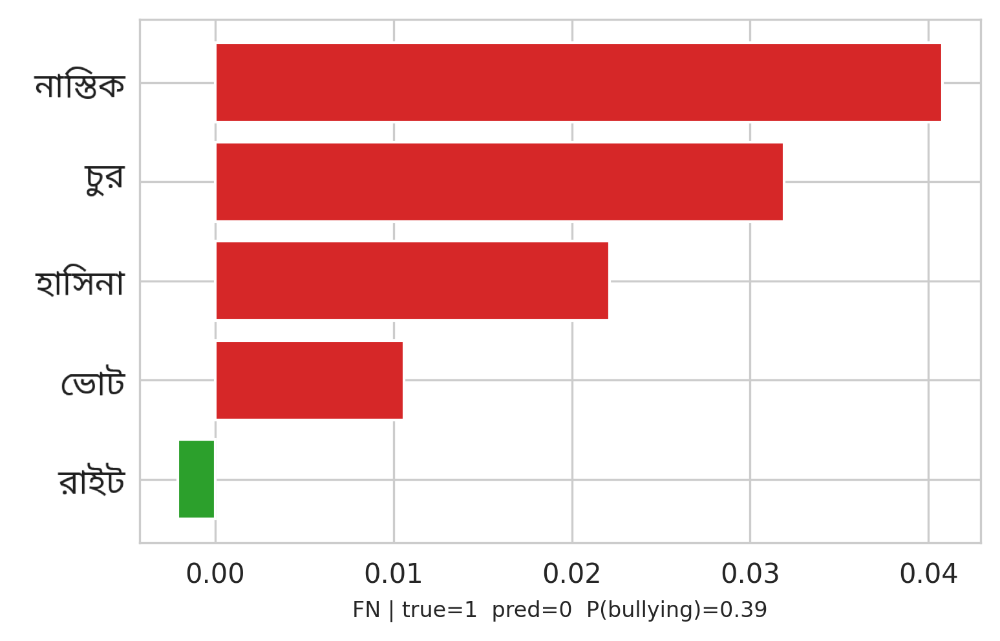 নাস্তিক
চুর
হাসিনা
ভোট
রাইট
0.00 0.01 0.02 0.03 0.04
FN | true=1 pred=0 P(bullying)=0.39